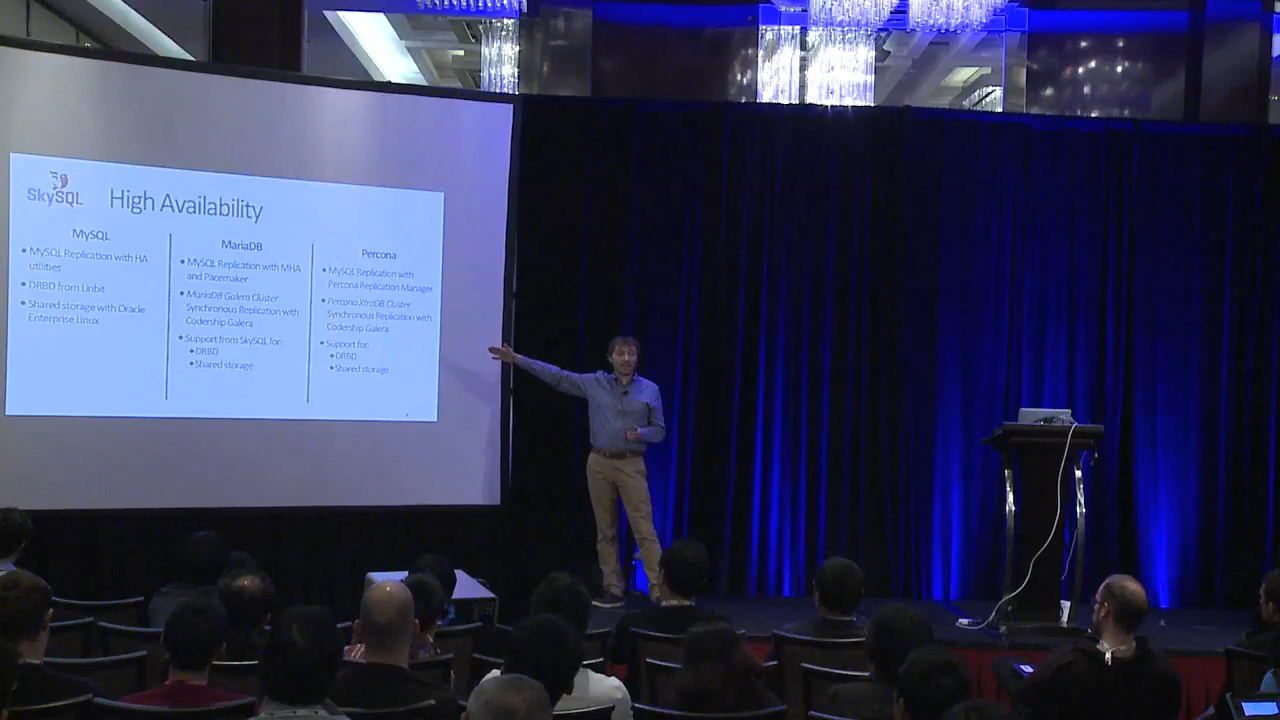 SkySQL
High Availability
MySQL
• MySQL Replication with HA
utilities
• DRBD from Linbit
• Shared storage with Oracle
Enterprise Linux
MariaDB
• MySQL Replication with MHA
and Pacemaker
• MariaDB Galera Cluster
Synchronous Replication with
Codership Galera
• Support from SkySQL for:
• DRBD
• Shared storage
Percona
• MySQL Replication with
Percona Replication Manager
• Percona XtraDB Cluster
Synchronous Replication with
Codership Galera
• Support for:
• DRBD
• Shared storage